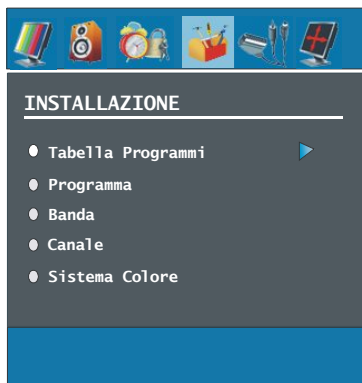 INSTALLAZIONE
Tabella Programmi
Programma
Banda
Canale
Sistema Colore